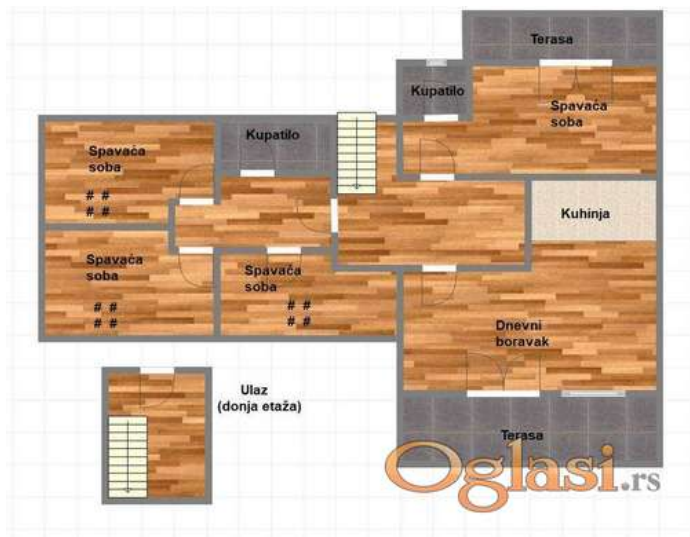 Terasa
Kupatilo
Spavaća
soba
Kupatilo
Spavaća
soba
# #
# #
Kuhinja
Spavaća
soba
# #
# #
Spavaća
soba
# #
# #
Dnevni
boravak
Ulaz
(donja etaža)
Terasa
Oglasi.rs